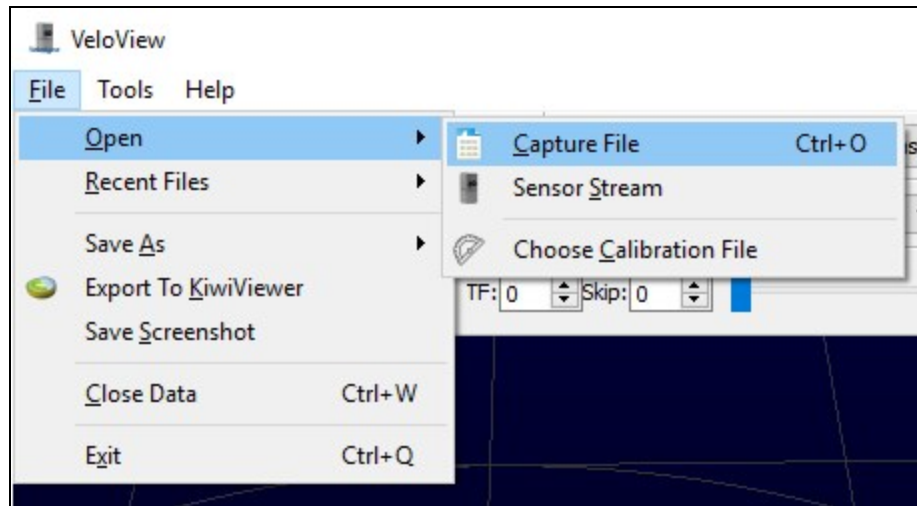 VeloView
File Tools Help
Open
Recent Files
Save As
Export To KiwiViewer
Save Screenshot
Close Data Ctrl+W
Exit Ctrl+Q
Capture File Ctrl+O
Sensor Stream
Choose Calibration File
TF: 0 Skip: 0